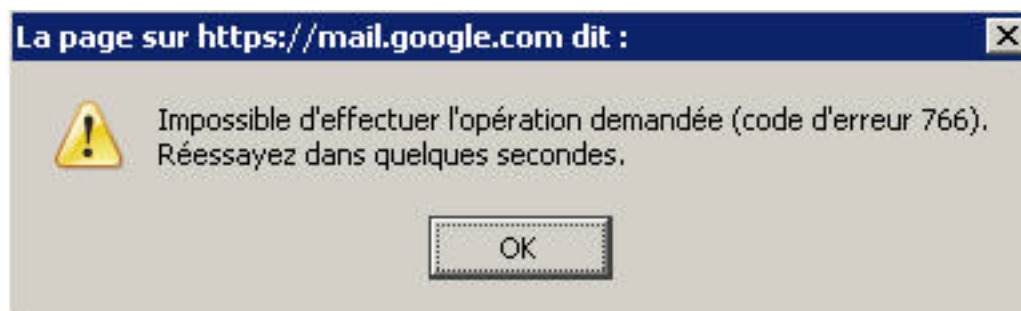 La page sur https://mail.google.com dit :
Impossible d'effectuer l'opération demandée (code d'erreur 766).
Réessayez dans quelques secondes.
OK